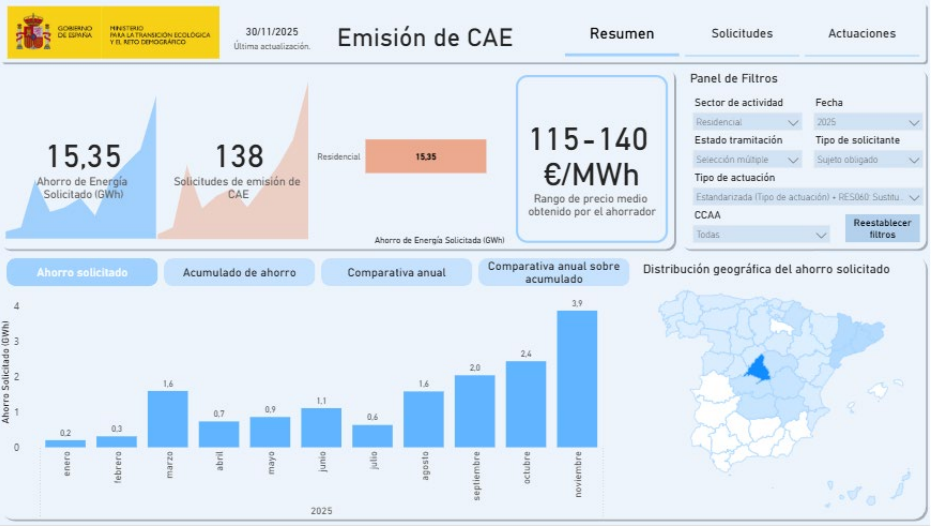 GOBIERNO
DE ESPAÑA
MINISTERIO
PARA LA TRANSICIÓN ECOLÓGICA
Y EL RETO DEMOGRÁFICO
30/11/2025
Última actualización.
Emisión de CAE
Resumen
Solicitudes
Actuaciones
15,35
Ahorro de Energía
Solicitado (GWh)
138
Solicitudes de emisión de
CAE
Residencial
15,35
Ahorro de Energía Solicitada (GWh)
115-140
€/MWh
Rango de precio medio
obtenido por el ahorrador
Panel de Filtros
Sector de actividad
Fecha
Residencial
2025
Estado tramitación
Tipo de solicitante
Selección múltiple
Sujeto obligado
Tipo de actuación
Estandarizada (Tipo de actuación) + RES060: Sustitu...
CCAA
Todas
Reestablecer
filtros
Ahorro solicitado
Acumulado de ahorro
Comparativa anual
Comparativa anual sobre
acumulado
Distribución geográfica del ahorro solicitado
Ahorro Solicitado (GWh)
4
3
2
1
0
0,2
0,3
1,6
0,7
0,9
1,1
0,6
1,6
2,0
2,4
3,9
enero
febrero
marzo
abril
mayo
junio
julio
agosto
septiembre
octubre
noviembre
2025